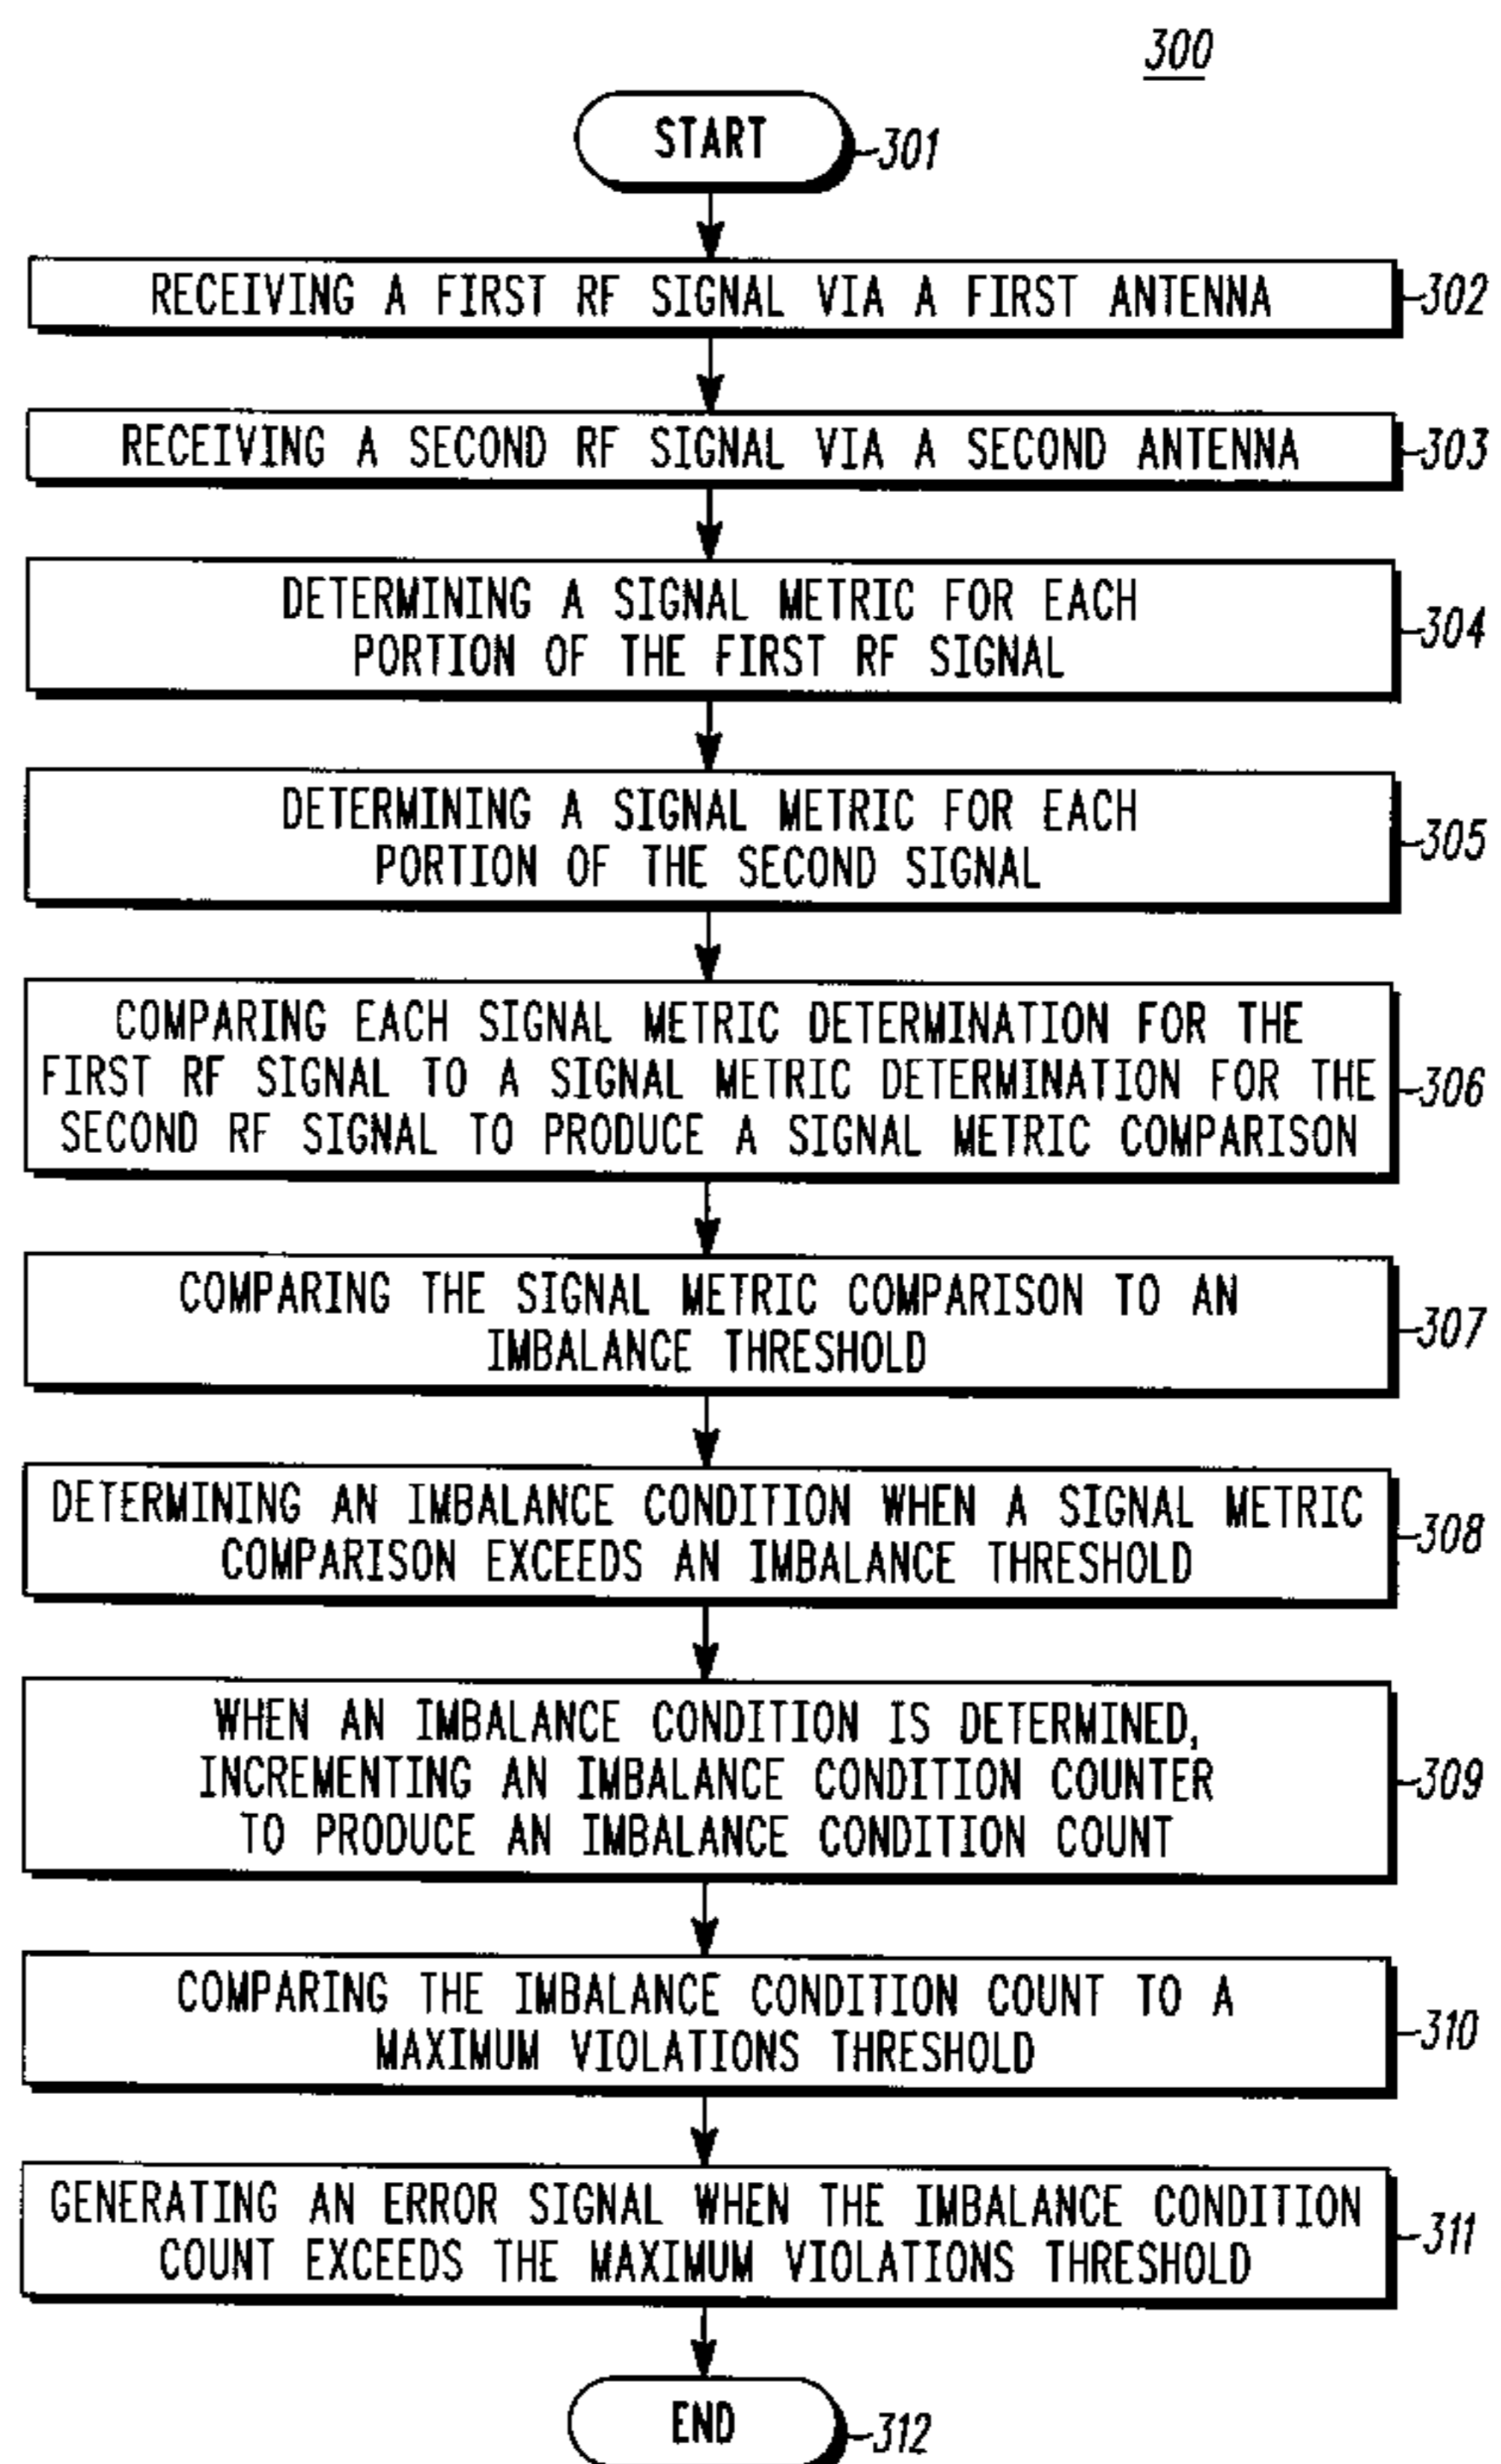 300
START
301
RECEIVING A FIRST RF SIGNAL VIA A FIRST ANTENNA
302
RECEIVING A SECOND RF SIGNAL VIA A SECOND ANTENNA
303
DETERMINING A SIGNAL METRIC FOR EACH
PORTION OF THE FIRST RF SIGNAL
304
DETERMINING A SIGNAL METRIC FOR EACH
PORTION OF THE SECOND SIGNAL
305
COMPARING EACH SIGNAL METRIC DETERMINATION FOR THE
FIRST RF SIGNAL TO A SIGNAL METRIC DETERMINATION FOR THE
SECOND RF SIGNAL TO PRODUCE A SIGNAL METRIC COMPARISON
306
COMPARING THE SIGNAL METRIC COMPARISON TO AN
IMBALANCE THRESHOLD
307
DETERMINING AN IMBALANCE CONDITION WHEN A SIGNAL METRIC
COMPARISON EXCEEDS AN IMBALANCE THRESHOLD
308
WHEN AN IMBALANCE CONDITION IS DETERMINED,
INCREMENTING AN IMBALANCE CONDITION COUNTER
TO PRODUCE AN IMBALANCE CONDITION COUNT
309
COMPARING THE IMBALANCE CONDITION COUNT TO A
MAXIMUM VIOLATIONS THRESHOLD
310
GENERATING AN ERROR SIGNAL WHEN THE IMBALANCE CONDITION
COUNT EXCEEDS THE MAXIMUM VIOLATIONS THRESHOLD
311
END
312